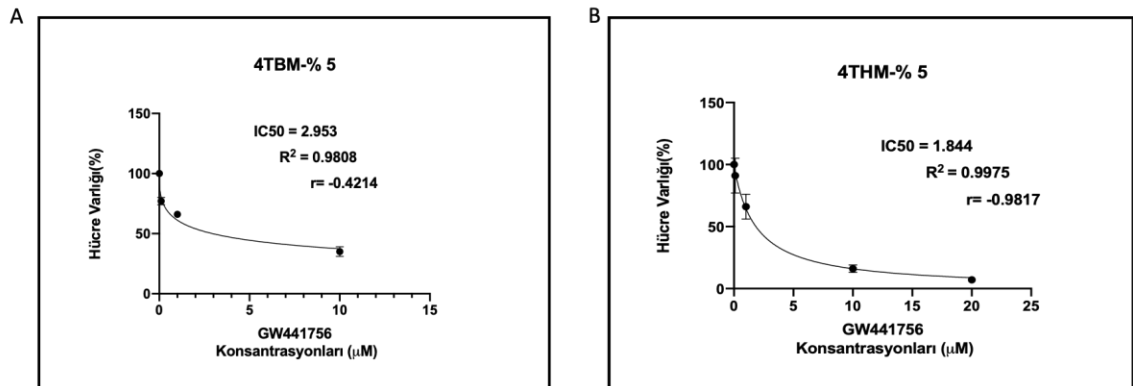 A
4TBM-% 5
150
100
50
0
Hücre Varlığı(%)
IC50 = 2.953
R² = 0.9808
r= -0.4214
0 5 10 15
GW441756
Konsantrasyonları (μM)
B
4THM-% 5
150
100
50
0
Hücre Varlığı(%)
IC50 = 1.844
R² = 0.9975
r= -0.9817
0 5 10 15 20 25
GW441756
Konsantrasyonları (μM)